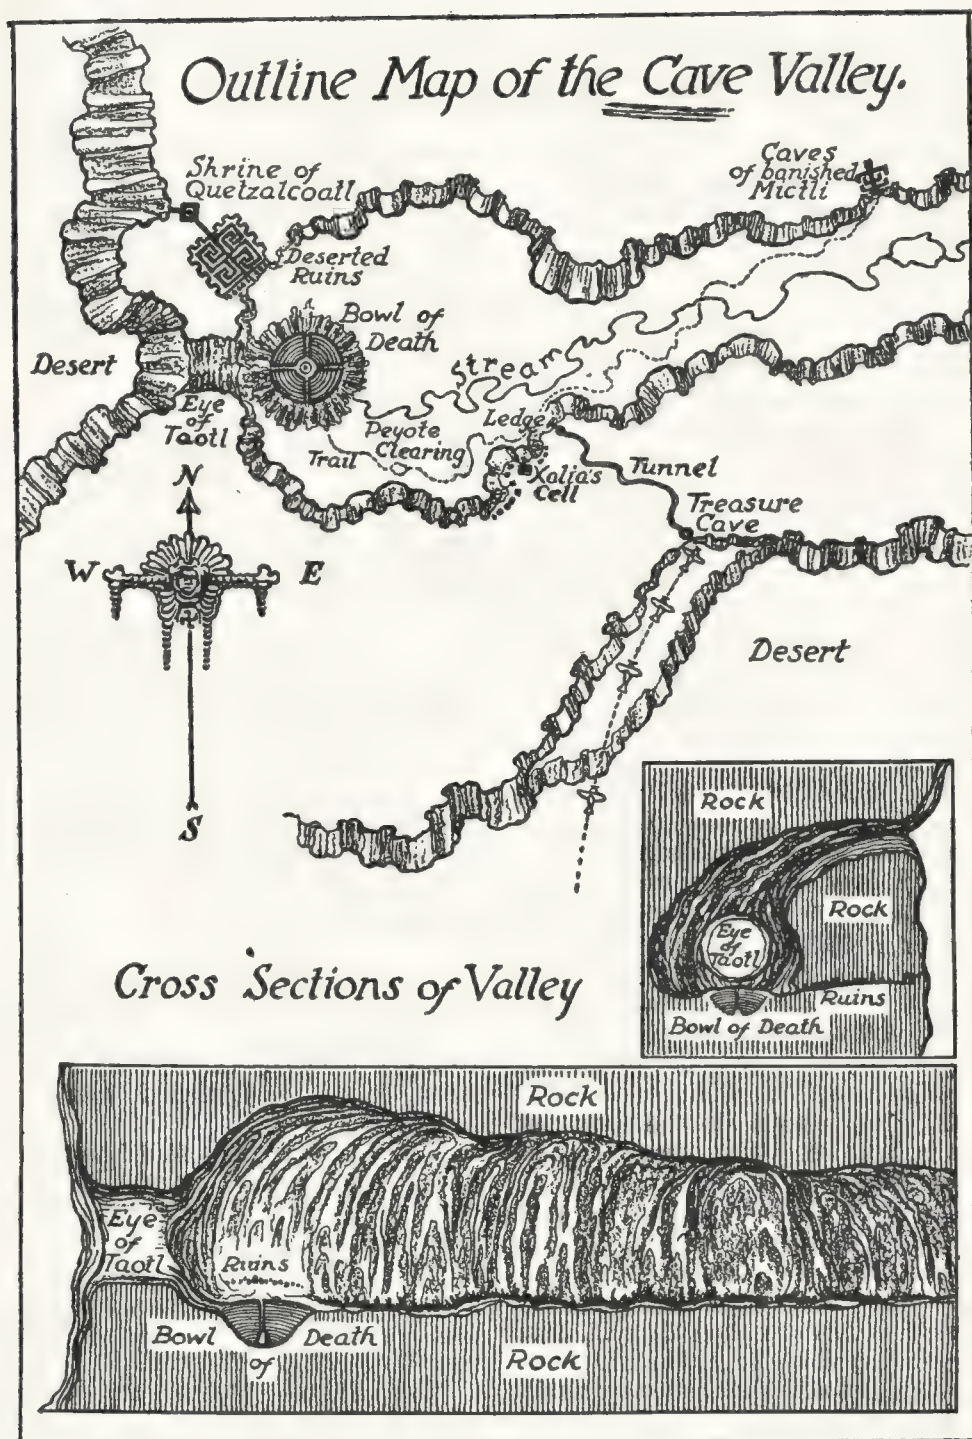 Outline Map of the Cave Valley.
Shrine of
Quetzalcoatl
Caves
of banished
Mictli
Deserted
Ruins
Bowl of
Death
Desert
Stream
Eye
of
Taotl
Ledge
Peyote
Clearing
Trail
Xolia's
Cell
Tunnel
Treasure
Cave
N
W
E
S
Desert
Rock
Rock
Eye
of
Taotl
Ruins
Bowl of Death
Cross Sections of Valley
Rock
Eye
of
Taotl
Ruins
Bowl
of
Death
Rock